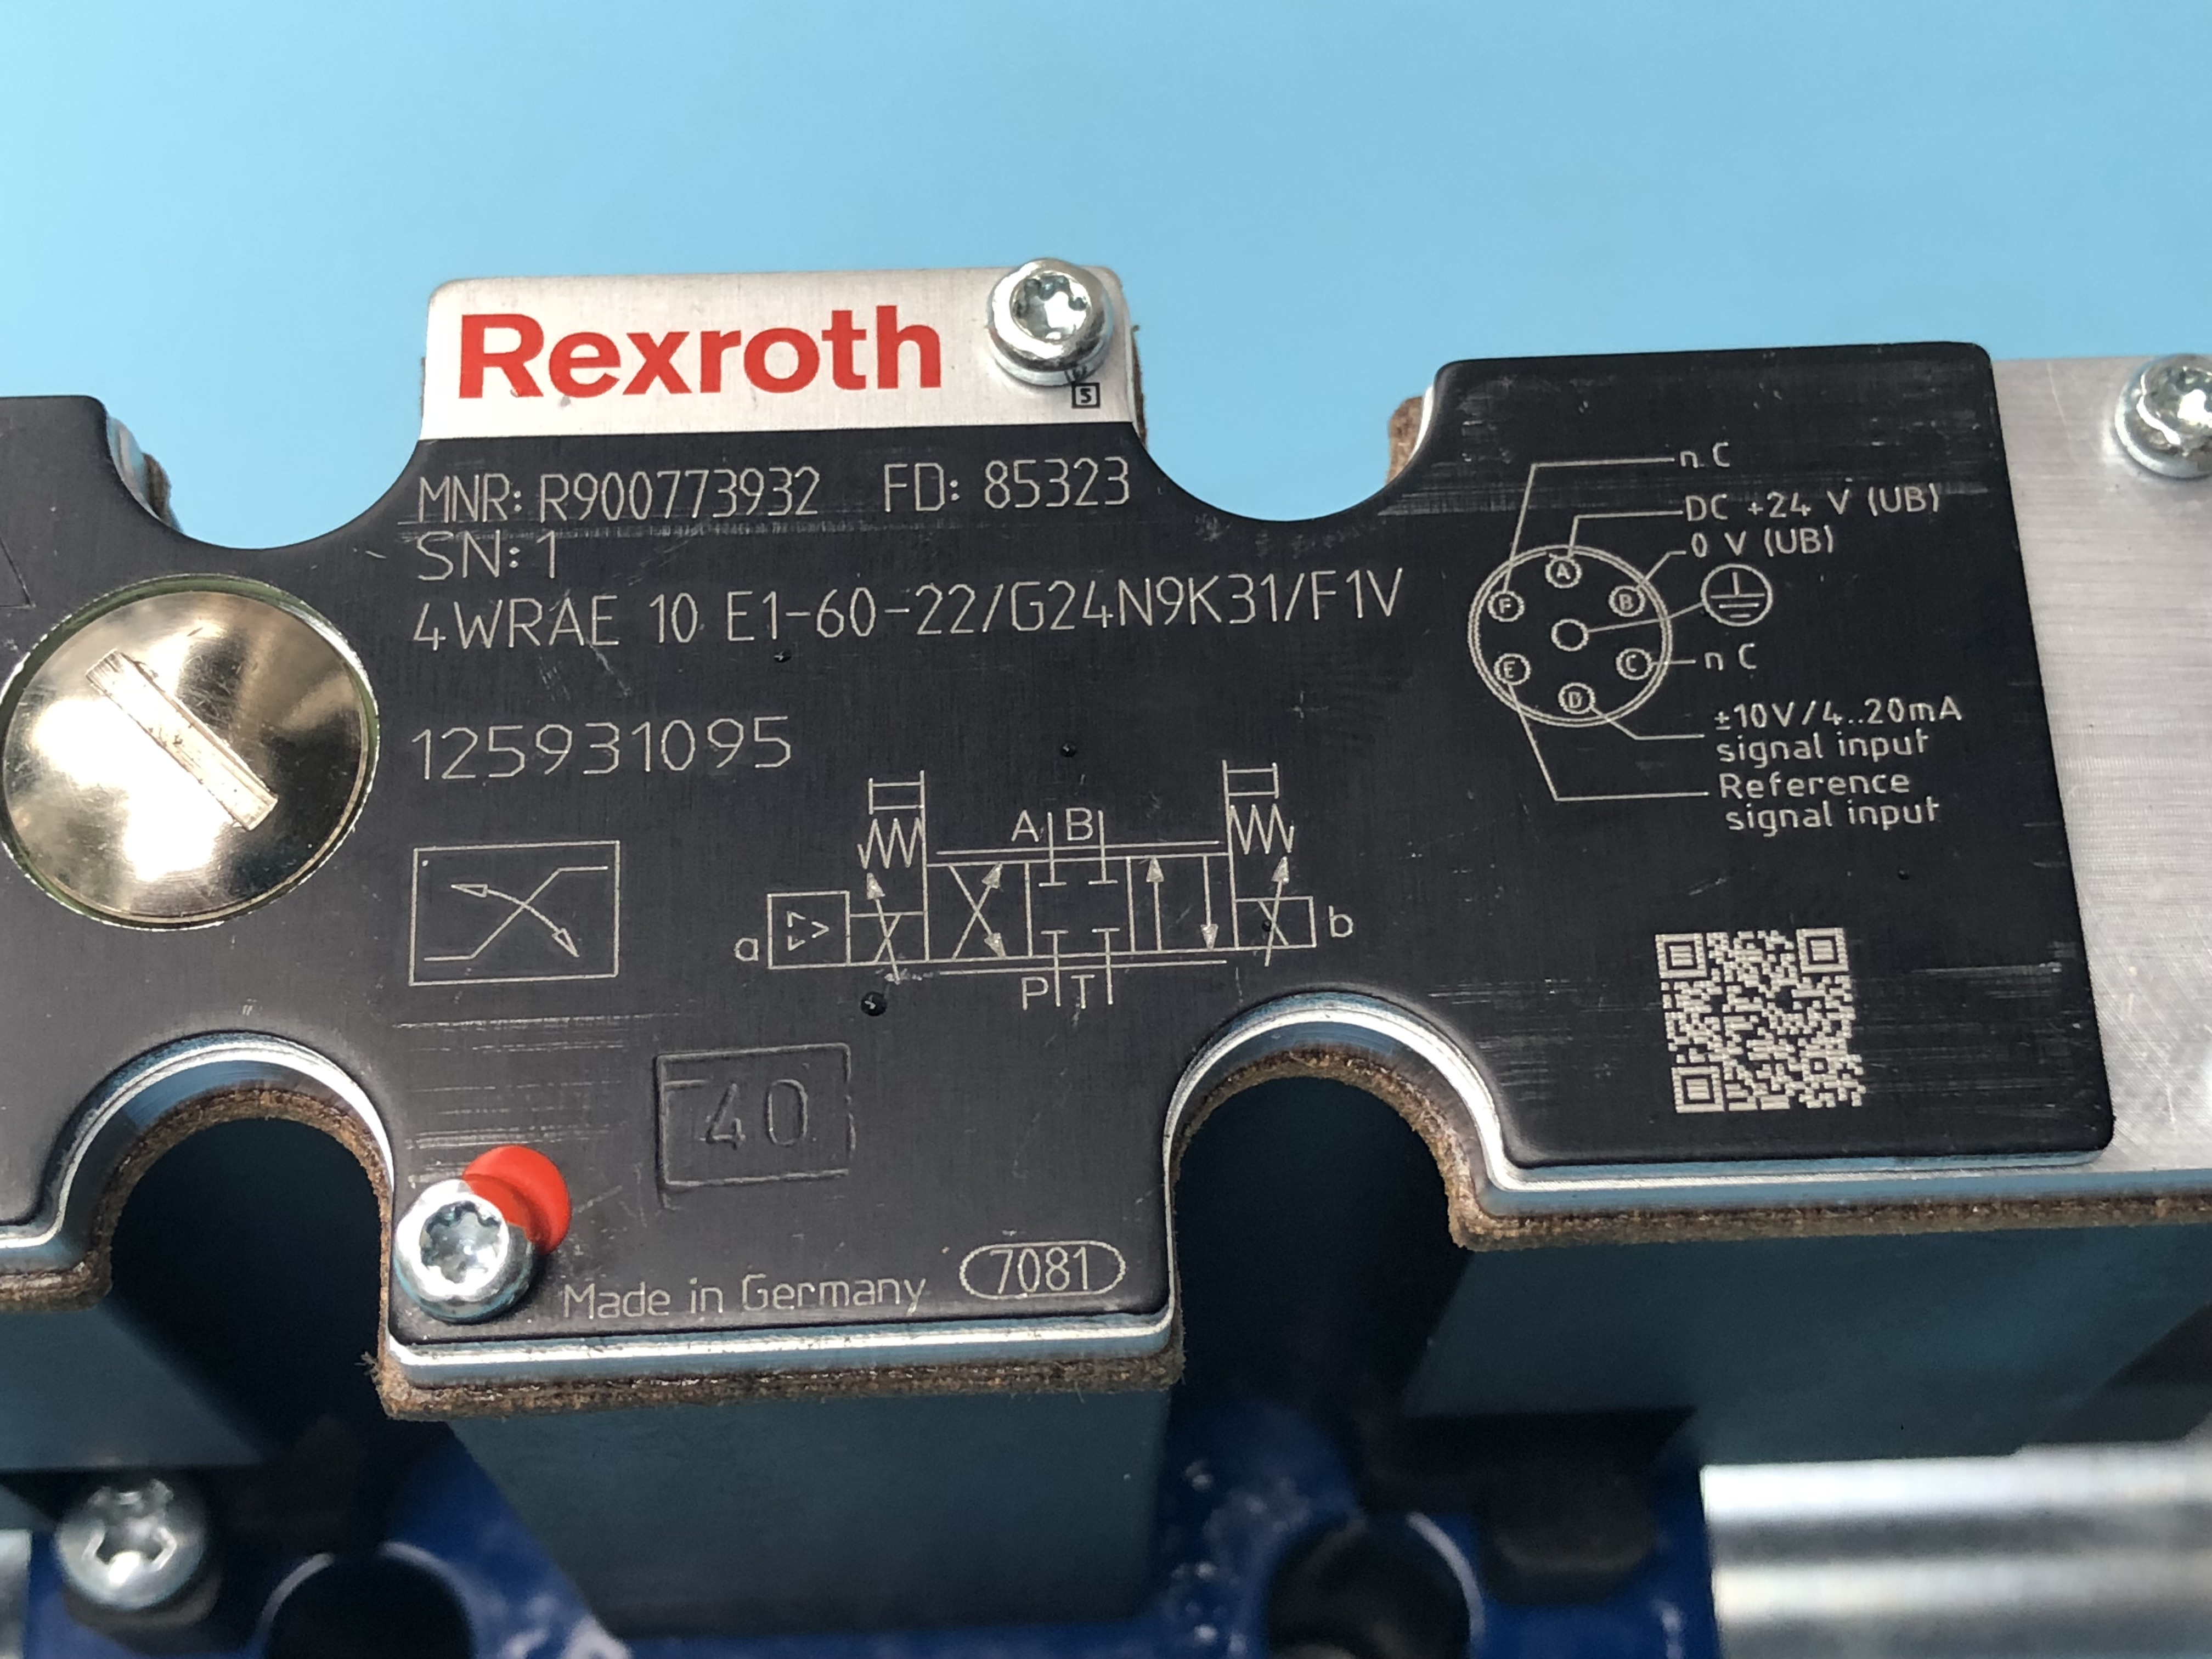 Rexroth
S
MNR: R900773932 FD: 85323
SN: 1
4WRAE 10 E1-60-22/G24N9K31/F1V
125931095
A B
a
b
P T
40
Made in Germany 7081
n C
DC +24 V (UB)
0 V (UB)
A
F
B
E
C
n C
D
±10V/4..20mA
signal input
Reference
signal input